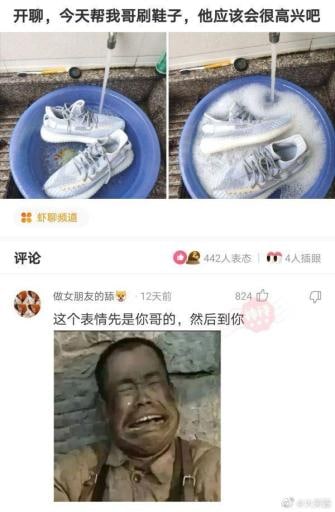 开聊，今天帮我哥刷鞋子，他应该会很高兴吧
虾聊频道
评论
442人表态
4人插眼
做女朋友的舔
12天前
824
这个表情先是你哥的，然后到你
神评